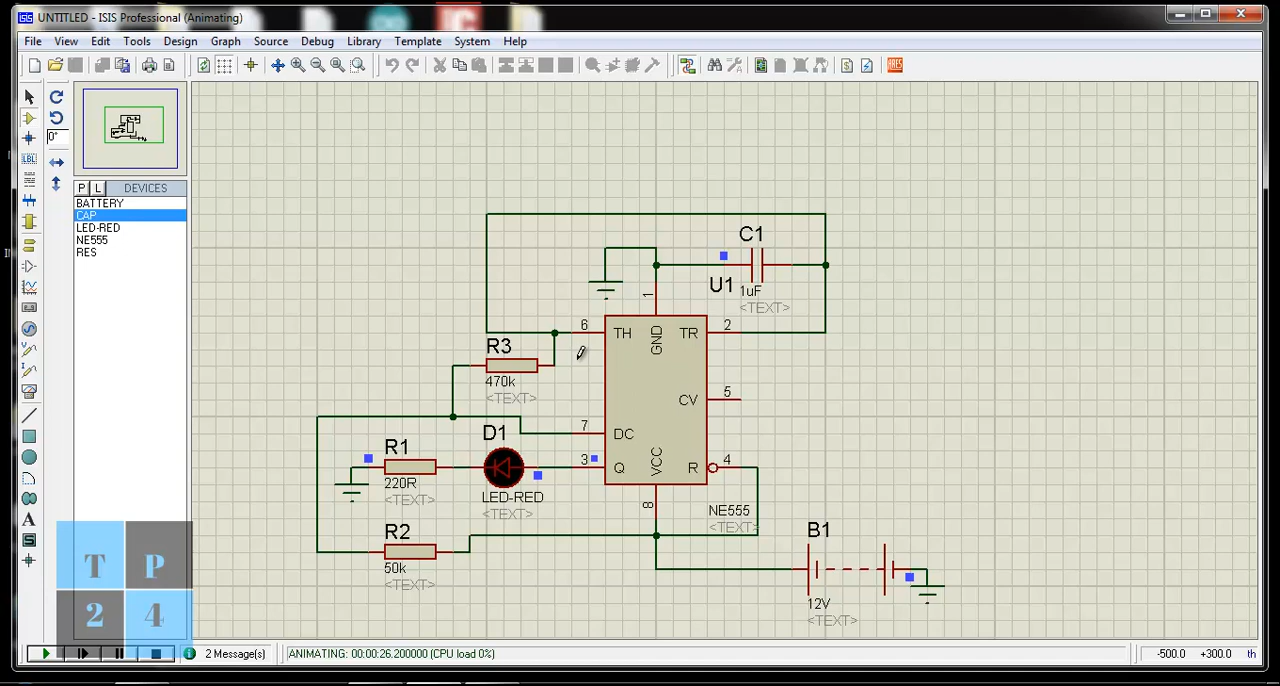 UNTITLED - ISIS Professional (Animating)
File View Edit Tools Design Graph Source Debug Library Template System Help
ARES
0°
LBL
P L DEVICES
BATTERY
CAP
LED-RED
NE555
RES
A
S
C1
U1
1uF
<TEXT>
1
6
2
TH
GND
TR
R3
470k
<TEXT>
5
CV
7
DC
D1
R1
3
Q
VCC
R
4
220R
<TEXT>
LED-RED
<TEXT>
8
NE555
<TEXT>
R2
50k
<TEXT>
B1
12V
<TEXT>
T P
2 4
2 Message(s)
ANIMATING: 00:00:26.200000 (CPU load 0%)
-500.0 +300.0 th